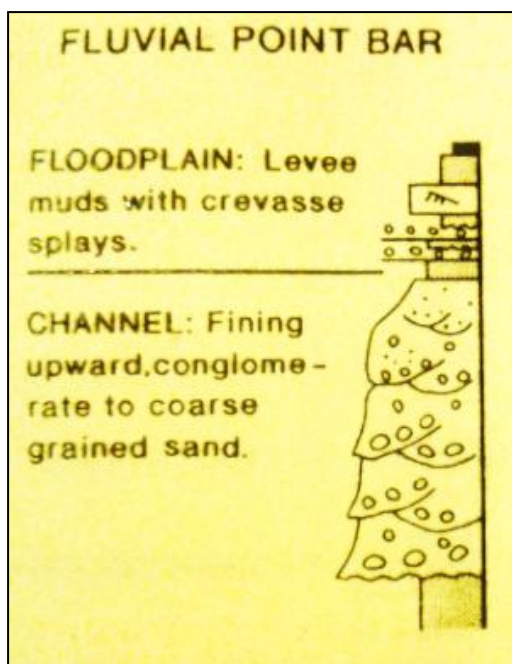 FLUVIAL POINT BAR
FLOODPLAIN: Levee
muds with crevasse
splays.
CHANNEL: Fining
upward,conglome-
rate to coarse
grained sand.